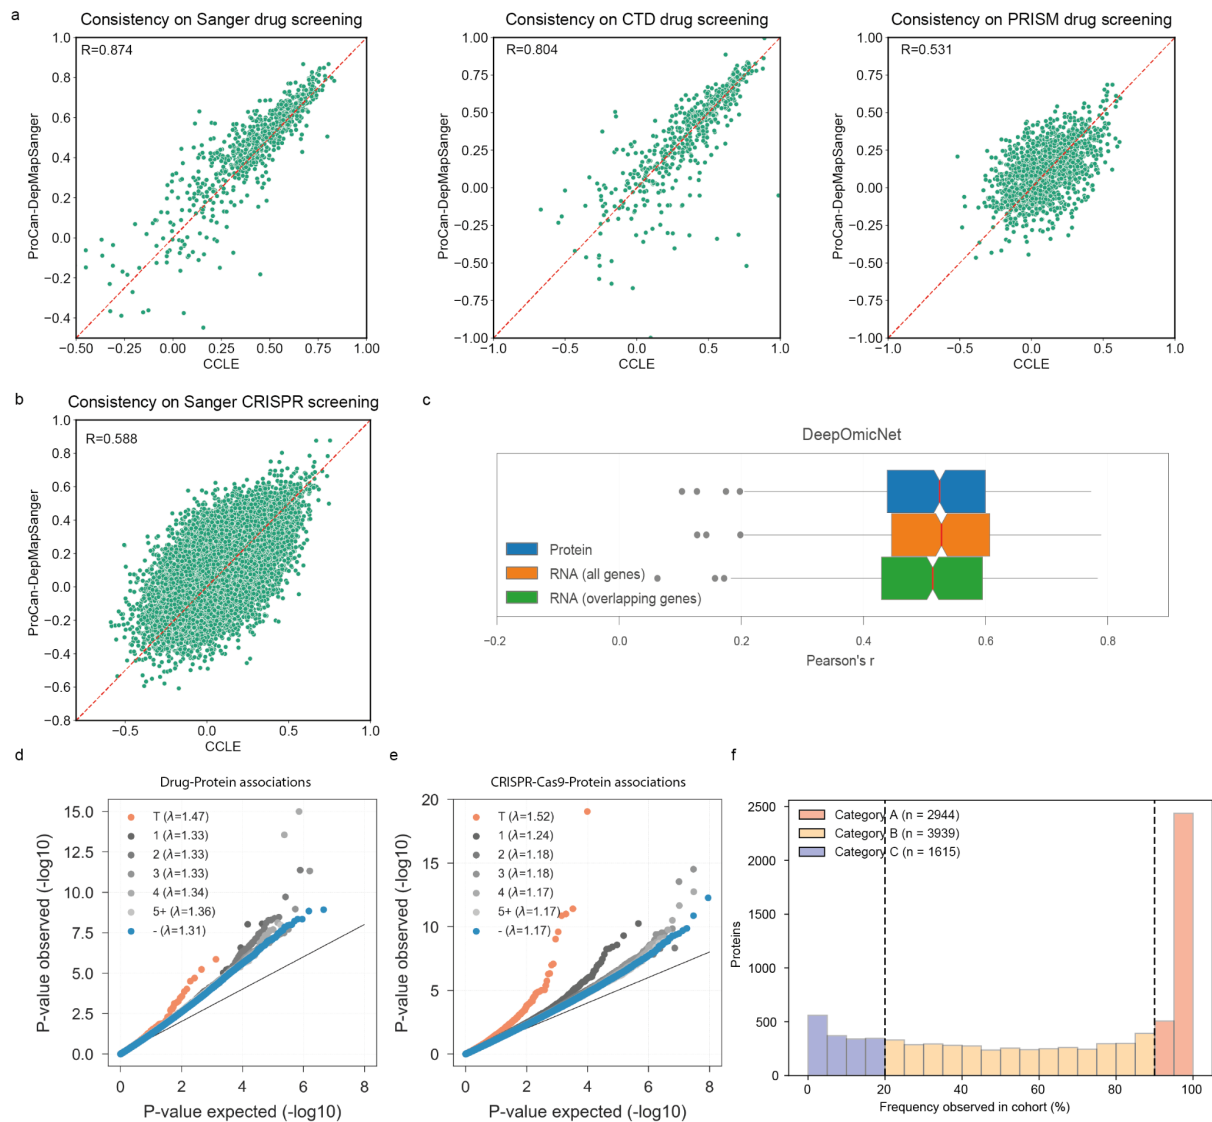 a
Consistency on Sanger drug screening
R=0.874
1.0
0.8
0.6
0.4
0.2
0.0
−0.2
−0.4
ProCan-DepMapSanger
−0.50 −0.25 0.00 0.25 0.50 0.75 1.00
CCLE
Consistency on CTD drug screening
R=0.804
1.00
0.75
0.50
0.25
0.00
−0.25
−0.50
−0.75
−1.00
ProCan-DepMapSanger
−1.0 −0.5 0.0 0.5 1.0
CCLE
Consistency on PRISM drug screening
R=0.531
1.00
0.75
0.50
0.25
0.00
−0.25
−0.50
−0.75
−1.00
ProCan-DepMapSanger
−1.0 −0.5 0.0 0.5 1.0
CCLE
b
Consistency on Sanger CRISPR screening
R=0.588
1.0
0.8
0.6
0.4
0.2
0.0
−0.2
−0.4
−0.6
−0.8
ProCan-DepMapSanger
−0.5 0.0 0.5 1.0
CCLE
c
DeepOmicNet
Protein
RNA (all genes)
RNA (overlapping genes)
−0.2 0.0 0.2 0.4 0.6 0.8
Pearson's r
d
Drug-Protein associations
15.0
12.5
10.0
7.5
5.0
2.5
0.0
P-value observed (-log10)
T (λ=1.47)
1 (λ=1.33)
2 (λ=1.33)
3 (λ=1.33)
4 (λ=1.34)
5+ (λ=1.36)
- (λ=1.31)
0 2 4 6 8
P-value expected (-log10)
e
CRISPR-Cas9-Protein associations
20
15
10
5
0
P-value observed (-log10)
T (λ=1.52)
1 (λ=1.24)
2 (λ=1.18)
3 (λ=1.18)
4 (λ=1.17)
5+ (λ=1.17)
- (λ=1.17)
0 2 4 6 8
P-value expected (-log10)
f
2500
2000
1500
1000
500
0
Proteins
Category A (n = 2944)
Category B (n = 3939)
Category C (n = 1615)
0 20 40 60 80 100
Frequency observed in cohort (%)